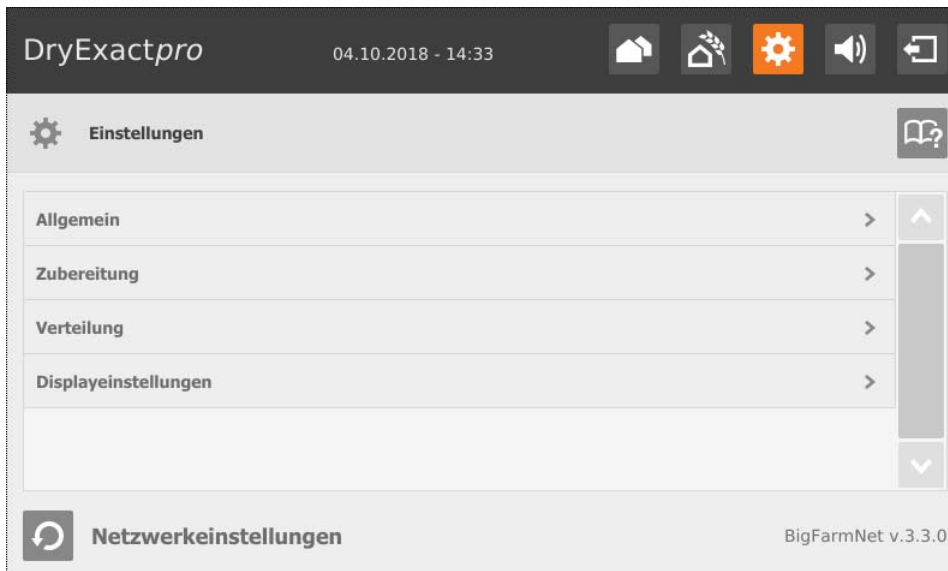 DryExactpro 04.10.2018 - 14:33
Einstellungen
Allgemein
Zubereitung
Verteilung
Displayeinstellungen
Netzwerkeinstellungen BigFarmNet v.3.3.0